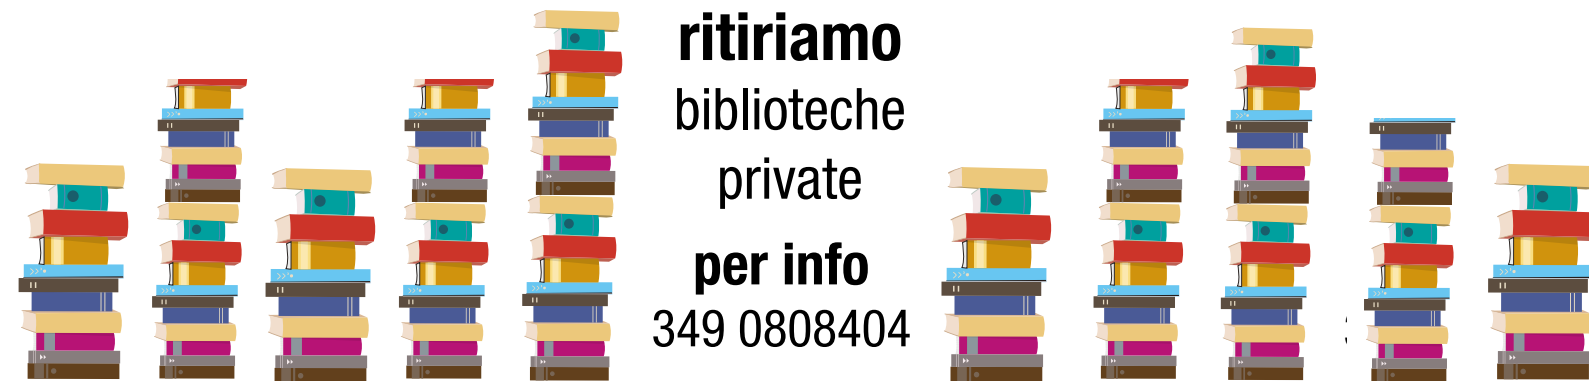 ritiriamo
biblioteche
private
per info
349 0808404